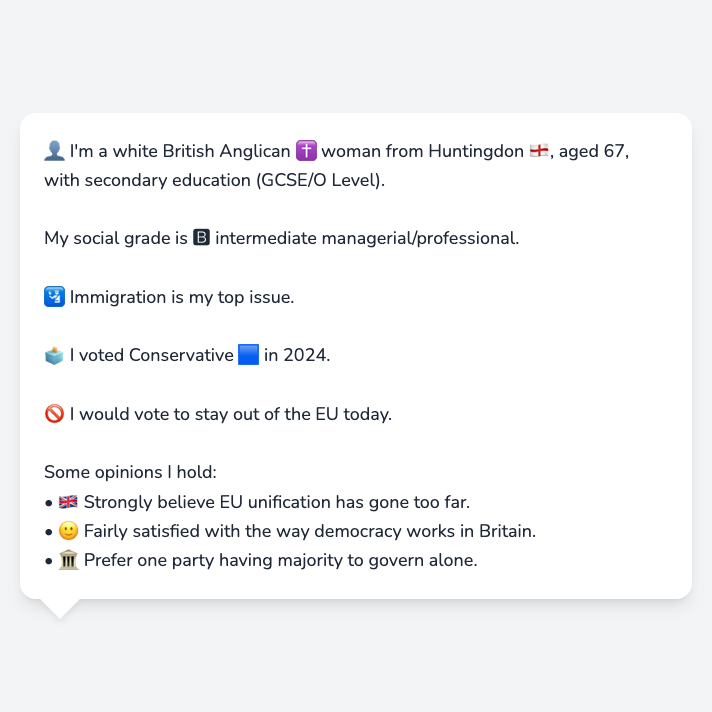 👤 I'm a white British Anglican ✝️ woman from Huntingdon 🏴󠁧󠁢󠁥󠁮󠁧󠁿, aged 67,
with secondary education (GCSE/O Level).
My social grade is 🅱 intermediate managerial/professional.
🛂 Immigration is my top issue.
🗳️ I voted Conservative 🟦 in 2024.
🚫 I would vote to stay out of the EU today.
Some opinions I hold:
• 🇬🇧 Strongly believe EU unification has gone too far.
• 🙂 Fairly satisfied with the way democracy works in Britain.
• 🏛️ Prefer one party having majority to govern alone.